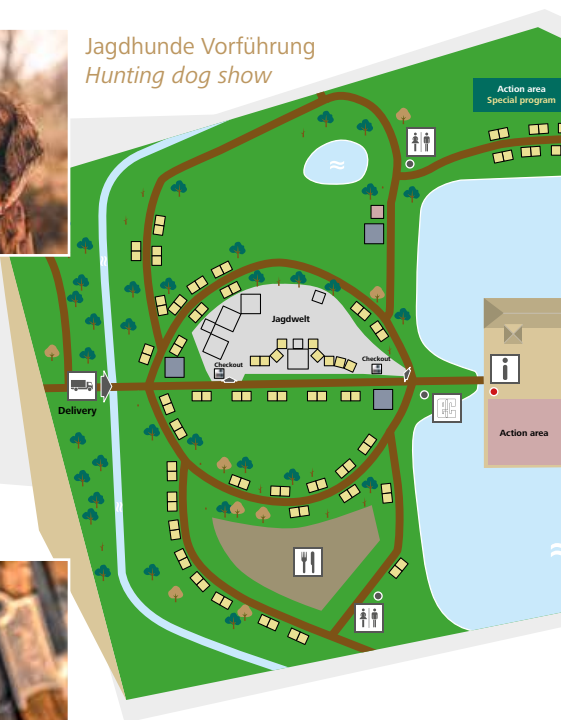 Jagdhunde Vorführung
Hunting dog show
Action area
Special program
Jagdwelt
Checkout
Checkout
Delivery
Action area